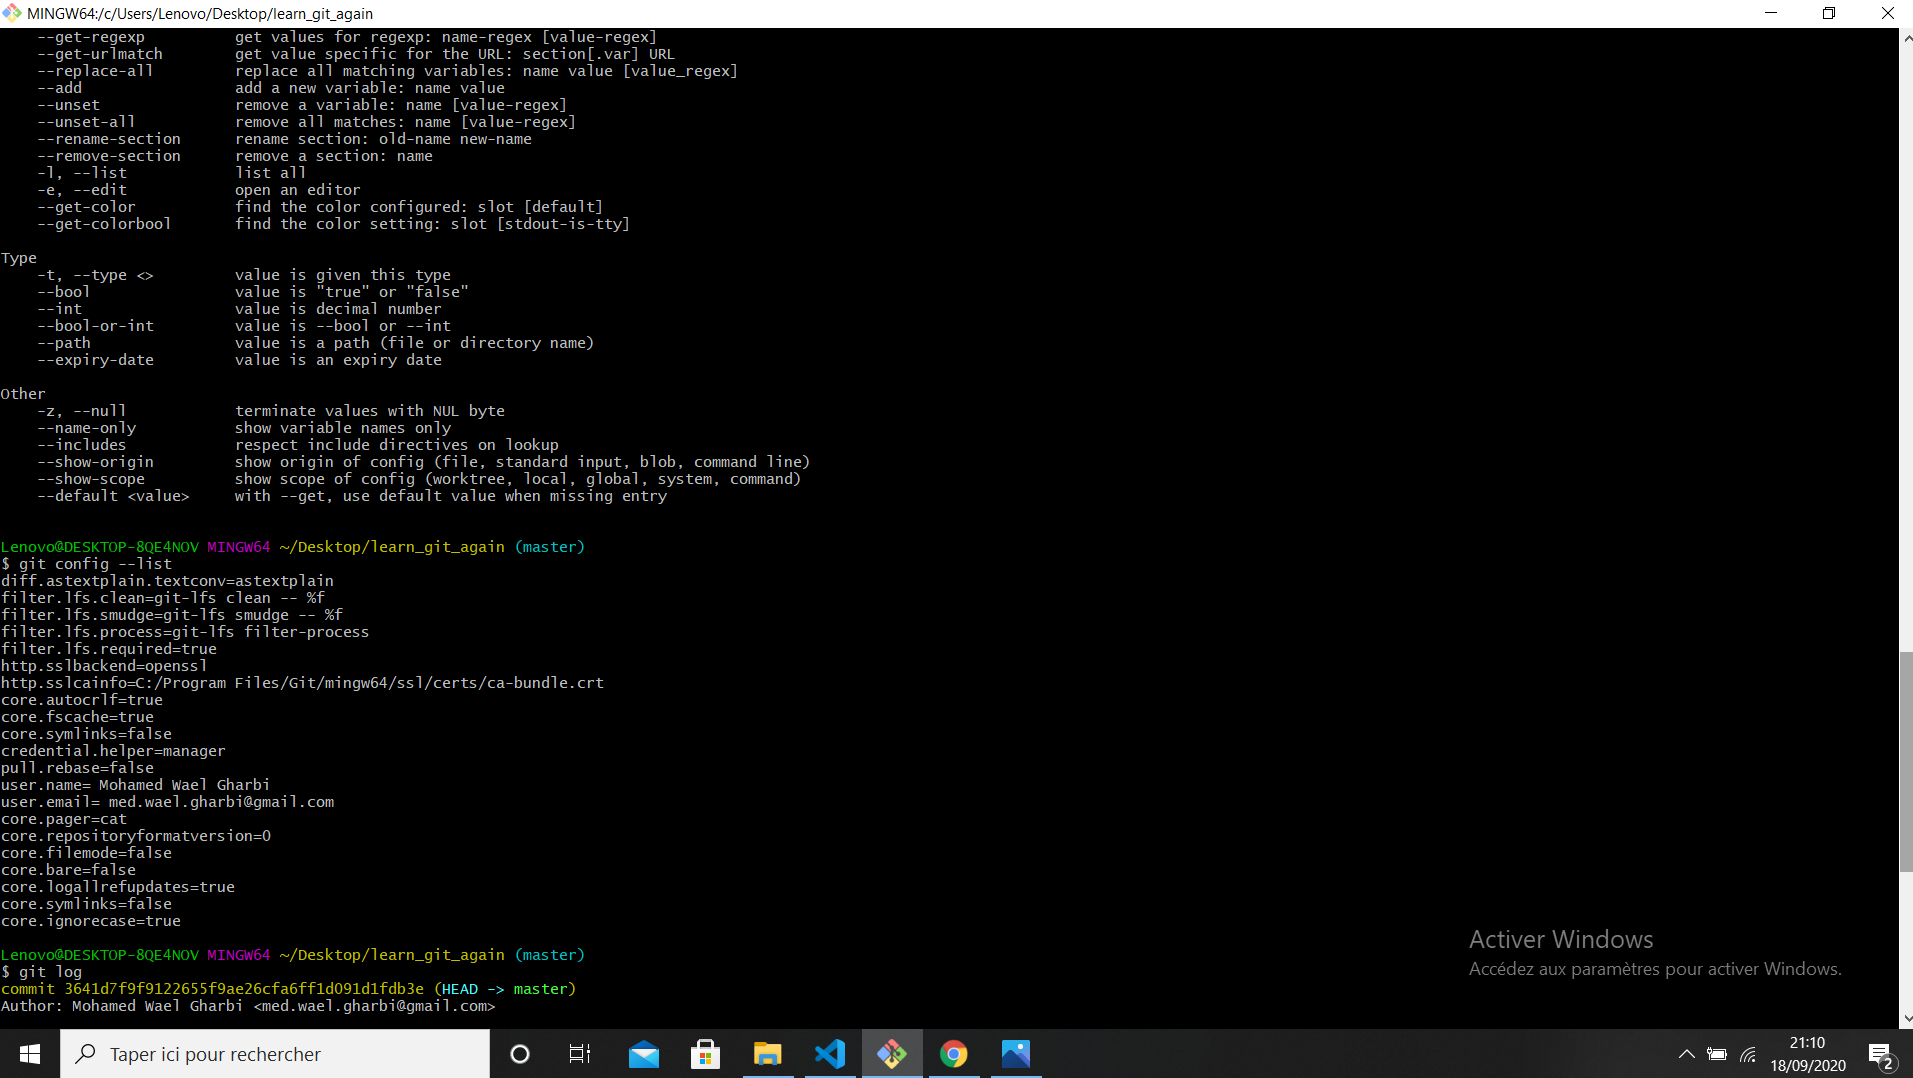 MINGW64:/c/Users/Lenovo/Desktop/learn_git_again
--get-regexp get values for regexp: name-regex [value-regex]
--get-urlmatch get value specific for the URL: section[.var] URL
--replace-all replace all matching variables: name value [value_regex]
--add add a new variable: name value
--unset remove a variable: name [value-regex]
--unset-all remove all matches: name [value-regex]
--rename-section rename section: old-name new-name
--remove-section remove a section: name
-l, --list list all
-e, --edit open an editor
--get-color find the color configured: slot [default]
--get-colorbool find the color setting: slot [stdout-is-tty]
Type
-t, --type <> value is given this type
--bool value is "true" or "false"
--int value is decimal number
--bool-or-int value is --bool or --int
--path value is a path (file or directory name)
--expiry-date value is an expiry date
Other
-z, --null terminate values with NUL byte
--name-only show variable names only
--includes respect include directives on lookup
--show-origin show origin of config (file, standard input, blob, command line)
--show-scope show scope of config (worktree, local, global, system, command)
--default <value> with --get, use default value when missing entry
Lenovo@DESKTOP-8QE4NOV MINGW64 ~/Desktop/learn_git_again (master)
$ git config --list
diff.astextplain.textconv=astextplain
filter.lfs.clean=git-lfs clean -- %f
filter.lfs.smudge=git-lfs smudge -- %f
filter.lfs.process=git-lfs filter-process
filter.lfs.required=true
http.sslbackend=openssl
http.sslcainfo=C:/Program Files/Git/mingw64/ssl/certs/ca-bundle.crt
core.autocrlf=true
core.fscache=true
core.symlinks=false
credential.helper=manager
pull.rebase=false
user.name= Mohamed Wael Gharbi
user.email= med.wael.gharbi@gmail.com
core.pager=cat
core.repositoryformatversion=0
core.filemode=false
core.bare=false
core.logallrefupdates=true
core.symlinks=false
core.ignorecase=true
Lenovo@DESKTOP-8QE4NOV MINGW64 ~/Desktop/learn_git_again (master)
$ git log
commit 3641d7f9f9122655f9ae26cfa6ff1d091d1fdb3e (HEAD -> master)
Author: Mohamed Wael Gharbi <med.wael.gharbi@gmail.com>
Activer Windows
Accédez aux paramètres pour activer Windows.
Taper ici pour rechercher
21:10
18/09/2020
2